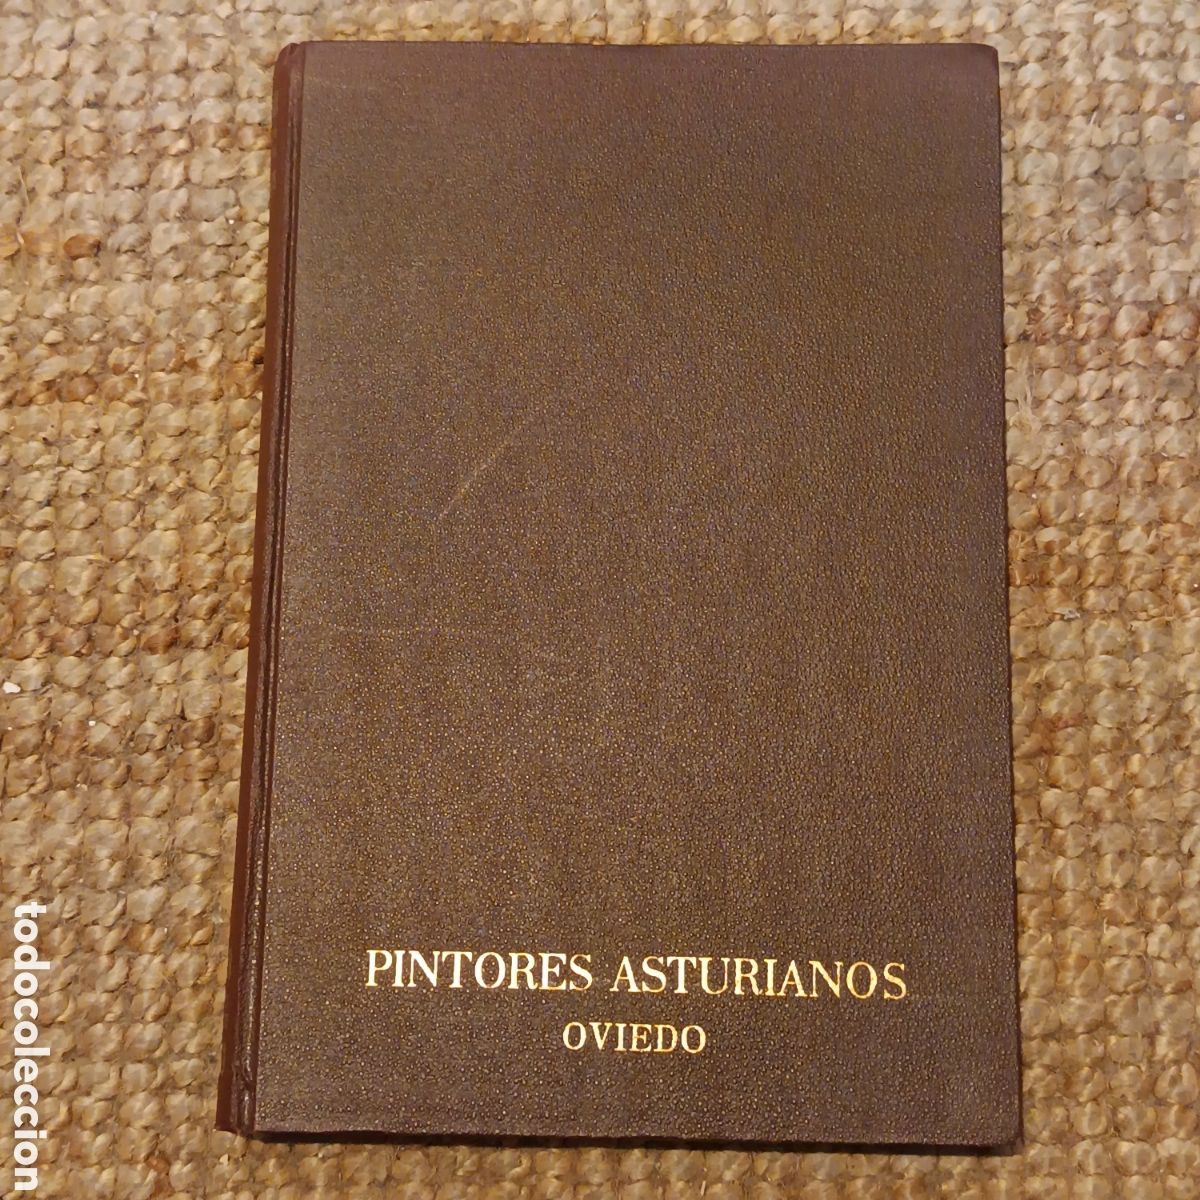 PINTORES ASTURIANOS
OVIEDO
todocoleccion